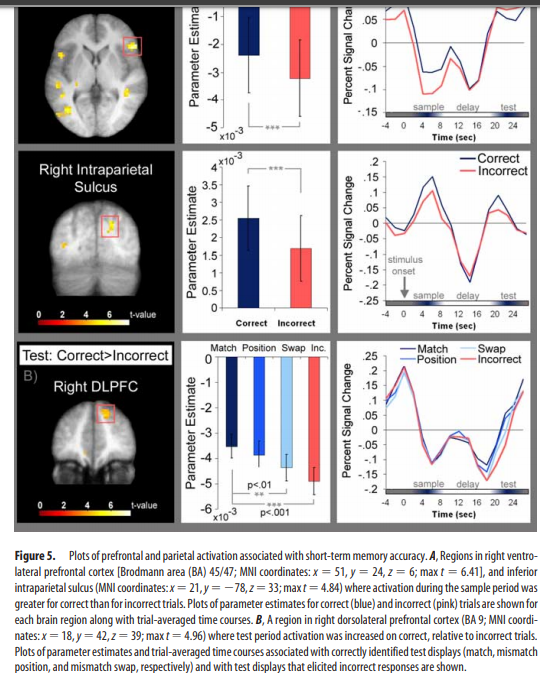 -1
-2
-3
-4
-5
x10⁻³
Parameter Estima
***
.05
0
-.05
-.1
-.15
Percent Signal Change
sample delay test
-4 0 4 8 12 16 20 24
Time (sec)
Right Intraparietal
Sulcus
0 2 4 6 t-value
4 x10⁻³
3.5
3
2.5
2
1.5
1
0.5
0
Parameter Estimate
***
Correct Incorrect
.2
.15
.1
.05
0
-.05
-.1
-.15
-.2
-.25
Percent Signal Change
Correct
Incorrect
stimulus
onset
sample delay test
-4 0 4 8 12 16 20 24
Time (sec)
Test: Correct>Incorrect
B)
Right DLPFC
0 2 4 6 8 t-value
Match Position Swap Inc.
0
-1
-2
-3
-4
-5
-6
x10⁻³
Parameter Estimate
p<.01
**
***
p<.001
.25
.2
.15
.1
.05
0
-.05
-.1
-.15
-.2
Percent Signal Change
Match Swap
Position Incorrect
sample delay test
-4 0 4 8 12 16 20 24
Time (sec)
Figure 5. Plots of prefrontal and parietal activation associated with short-term memory accuracy. A, Regions in right ventro-
lateral prefrontal cortex [Brodmann area (BA) 45/47; MNI coordinates: x = 51, y = 24, z = 6; max t = 6.41], and inferior
intraparietal sulcus (MNI coordinates: x = 21, y = −78, z = 33; max t = 4.84) where activation during the sample period was
greater for correct than for incorrect trials. Plots of parameter estimates for correct (blue) and incorrect (pink) trials are shown for
each brain region along with trial-averaged time courses. B, A region in right dorsolateral prefrontal cortex (BA 9; MNI coordi-
nates: x = 18, y = 42, z = 39; max t = 4.96) where test period activation was increased on correct, relative to incorrect trials.
Plots of parameter estimates and trial-averaged time courses associated with correctly identified test displays (match, mismatch
position, and mismatch swap, respectively) and with test displays that elicited incorrect responses are shown.